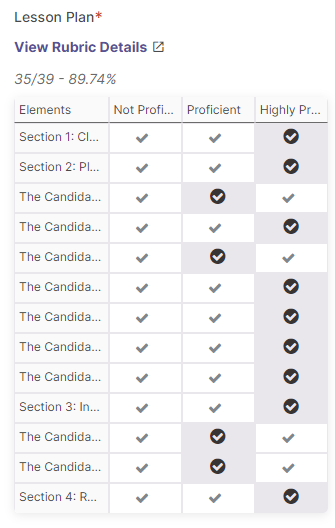 Lesson Plan*
View Rubric Details
35/39 - 89.74%
Elements Not Profi... Proficient Highly Pr...
Section 1: Cl...
Section 2: Pl...
The Candida...
The Candida...
The Candida...
The Candida...
The Candida...
The Candida...
The Candida...
Section 3: In...
The Candida...
The Candida...
Section 4: R...